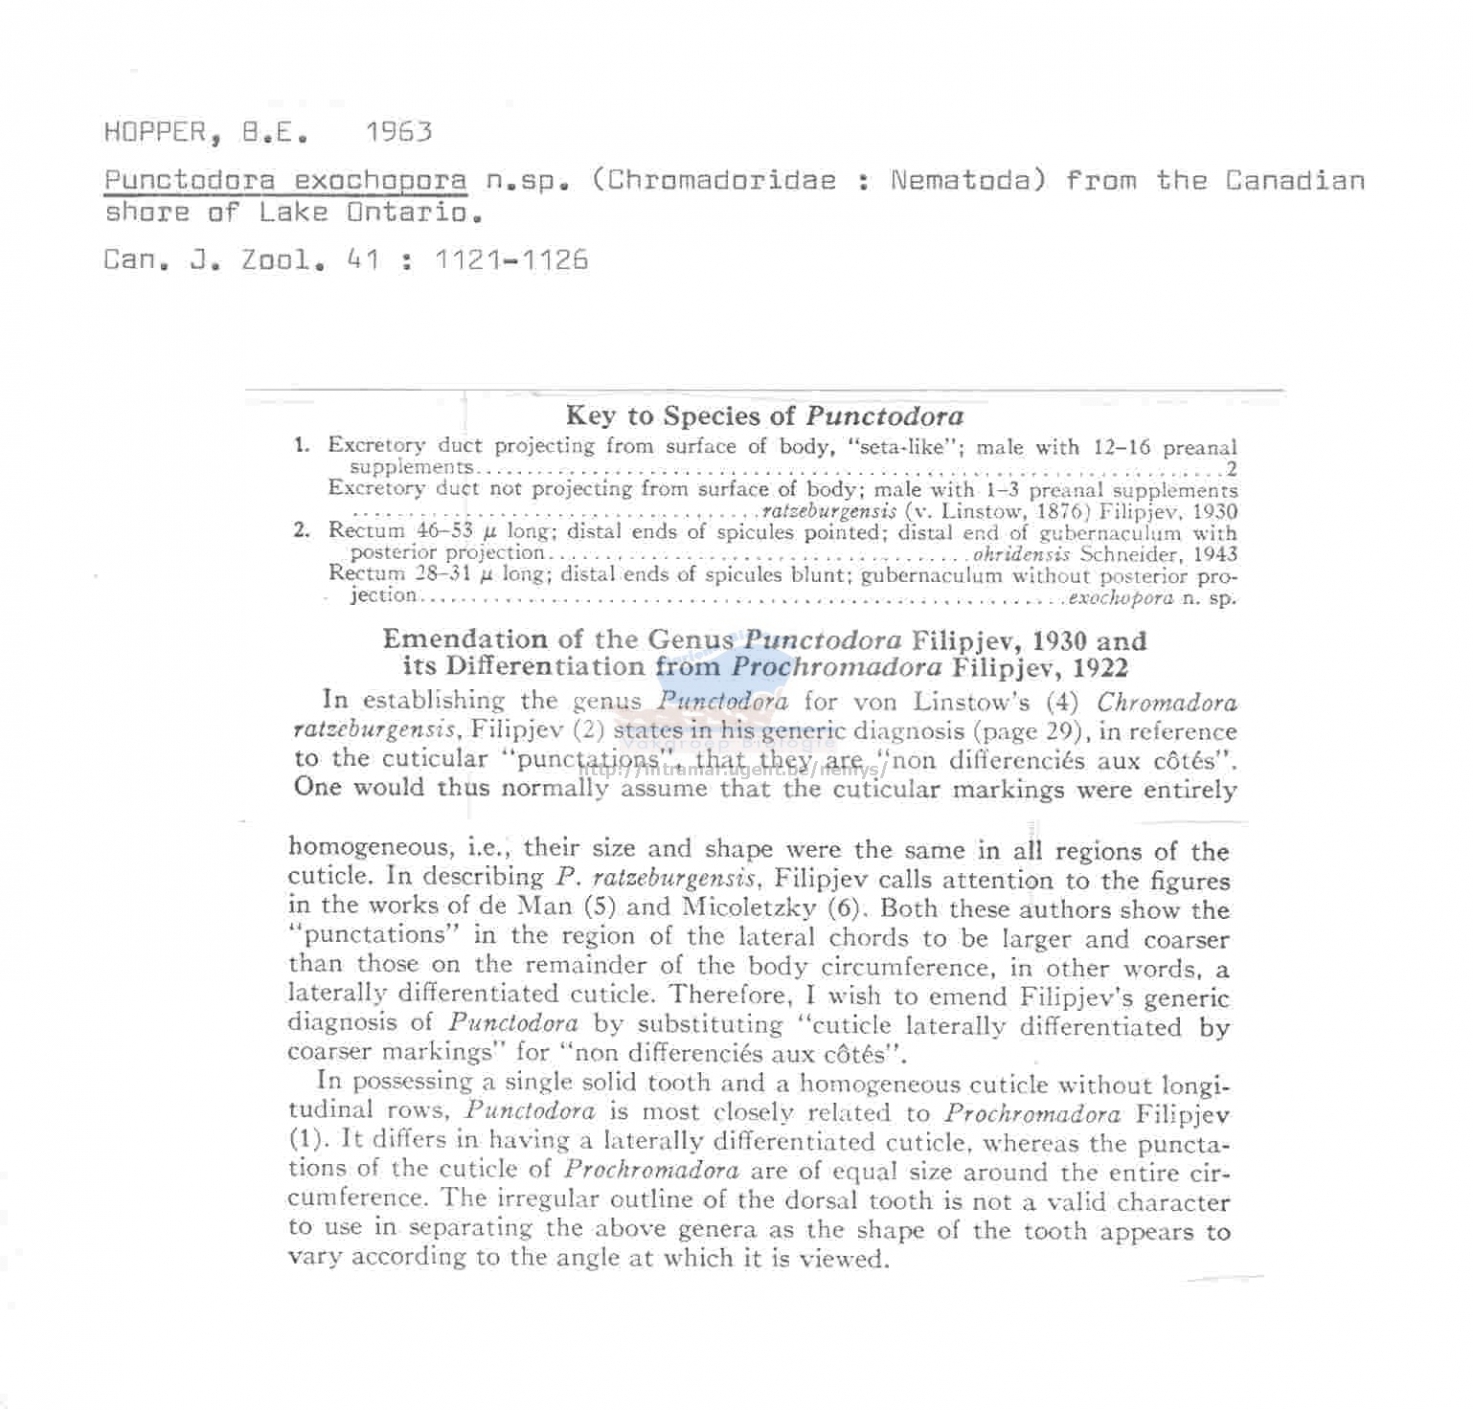 HOPPER, B.E. 1963
Punctodora exochopora n.sp. (Chromadoridae : Nematoda) from the Canadian
shore of Lake Ontario.
Can. J. Zool. 41 : 1121-1126
Key to Species of Punctodora
1. Excretory duct projecting from surface of body, “seta-like”; male with 12–16 preanal
supplements........................................................................2
Excretory duct not projecting from surface of body; male with 1–3 preanal supplements
........................................ratzeburgensis (v. Linstow, 1876) Filipjev, 1930
2. Rectum 46–53 μ long; distal ends of spicules pointed; distal end of gubernaculum with
posterior projection.........................................ohridensis Schneider, 1943
Rectum 28–31 μ long; distal ends of spicules blunt; gubernaculum without posterior pro-
jection................................................................exochopora n. sp.
Emendation of the Genus Punctodora Filipjev, 1930 and
its Differentiation from Prochromadora Filipjev, 1922
In establishing the genus Punctodora for von Linstow’s (4) Chromadora
ratzeburgensis, Filipjev (2) states in his generic diagnosis (page 29), in reference
Vakgroep Biologie
to the cuticular “punctations”, that they are “non differenciés aux côtés”.
http://intramar.ugent.be/nemys/
One would thus normally assume that the cuticular markings were entirely
homogeneous, i.e., their size and shape were the same in all regions of the
cuticle. In describing P. ratzeburgensis, Filipjev calls attention to the figures
in the works of de Man (5) and Micoletzky (6). Both these authors show the
“punctations” in the region of the lateral chords to be larger and coarser
than those on the remainder of the body circumference, in other words, a
laterally differentiated cuticle. Therefore, I wish to emend Filipjev’s generic
diagnosis of Punctodora by substituting “cuticle laterally differentiated by
coarser markings” for “non differenciés aux côtés”.
In possessing a single solid tooth and a homogeneous cuticle without longi-
tudinal rows, Punctodora is most closely related to Prochromadora Filipjev
(1). It differs in having a laterally differentiated cuticle, whereas the puncta-
tions of the cuticle of Prochromadora are of equal size around the entire cir-
cumference. The irregular outline of the dorsal tooth is not a valid character
to use in separating the above genera as the shape of the tooth appears to
vary according to the angle at which it is viewed.